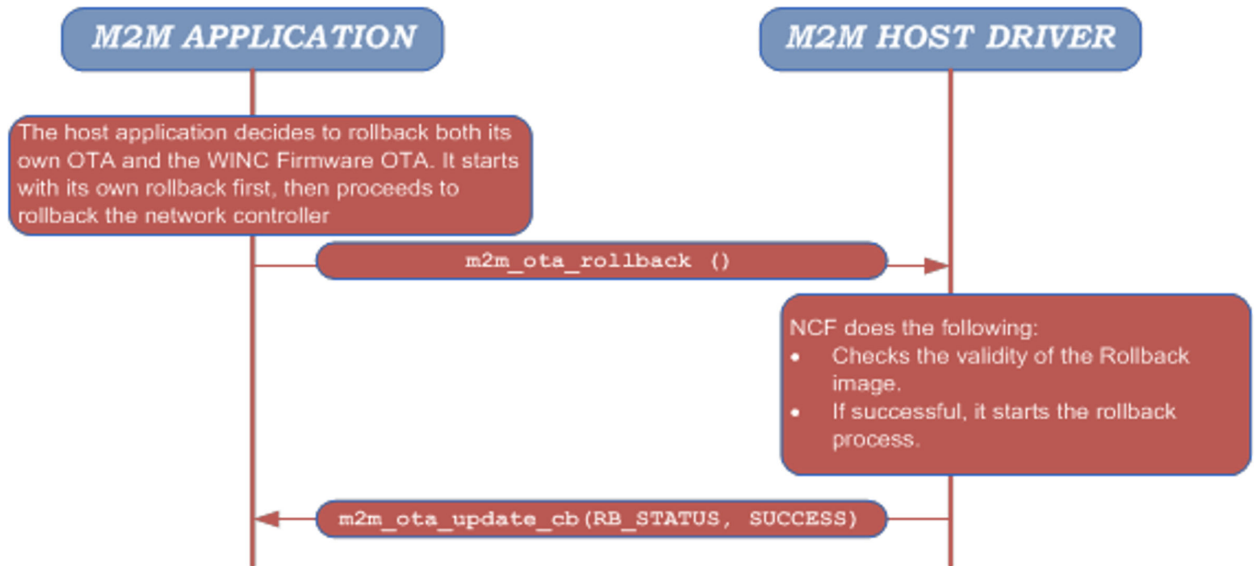 M2M APPLICATION
M2M HOST DRIVER
The host application decides to rollback both its
own OTA and the WINC Firmware OTA. It starts
with its own rollback first, then proceeds to
rollback the network controller
m2m_ota_rollback ()
NCF does the following:
• Checks the validity of the Rollback
image.
• If successful, it starts the rollback
process.
m2m_ota_update_cb(RB_STATUS, SUCCESS)